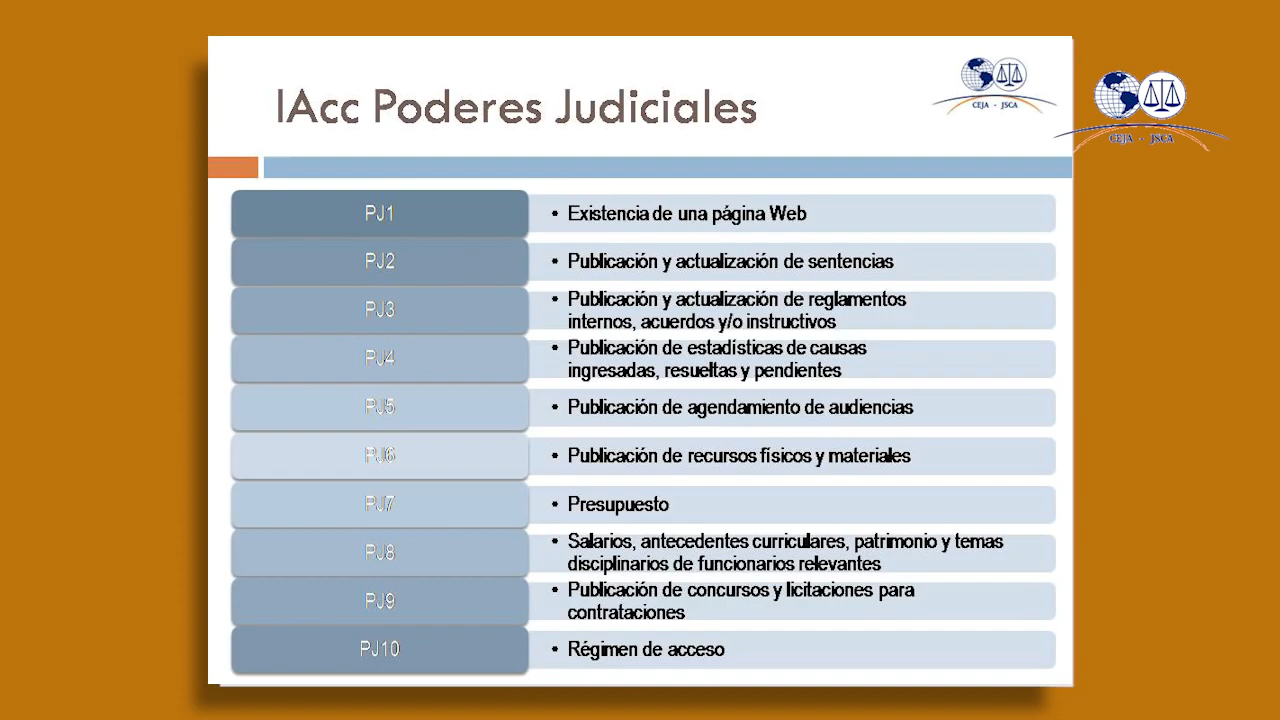 IAcc Poderes Judiciales
CEJA - JSCA
CEJA - JSCA
PJ1
• Existencia de una página Web
PJ2
• Publicación y actualización de sentencias
PJ3
• Publicación y actualización de reglamentos
internos, acuerdos y/o instructivos
PJ4
• Publicación de estadísticas de causas
ingresadas, resueltas y pendientes
PJ5
• Publicación de agendamiento de audiencias
PJ6
• Publicación de recursos físicos y materiales
PJ7
• Presupuesto
PJ8
• Salarios, antecedentes curriculares, patrimonio y temas
disciplinarios de funcionarios relevantes
PJ9
• Publicación de concursos y licitaciones para
contrataciones
PJ10
• Régimen de acceso